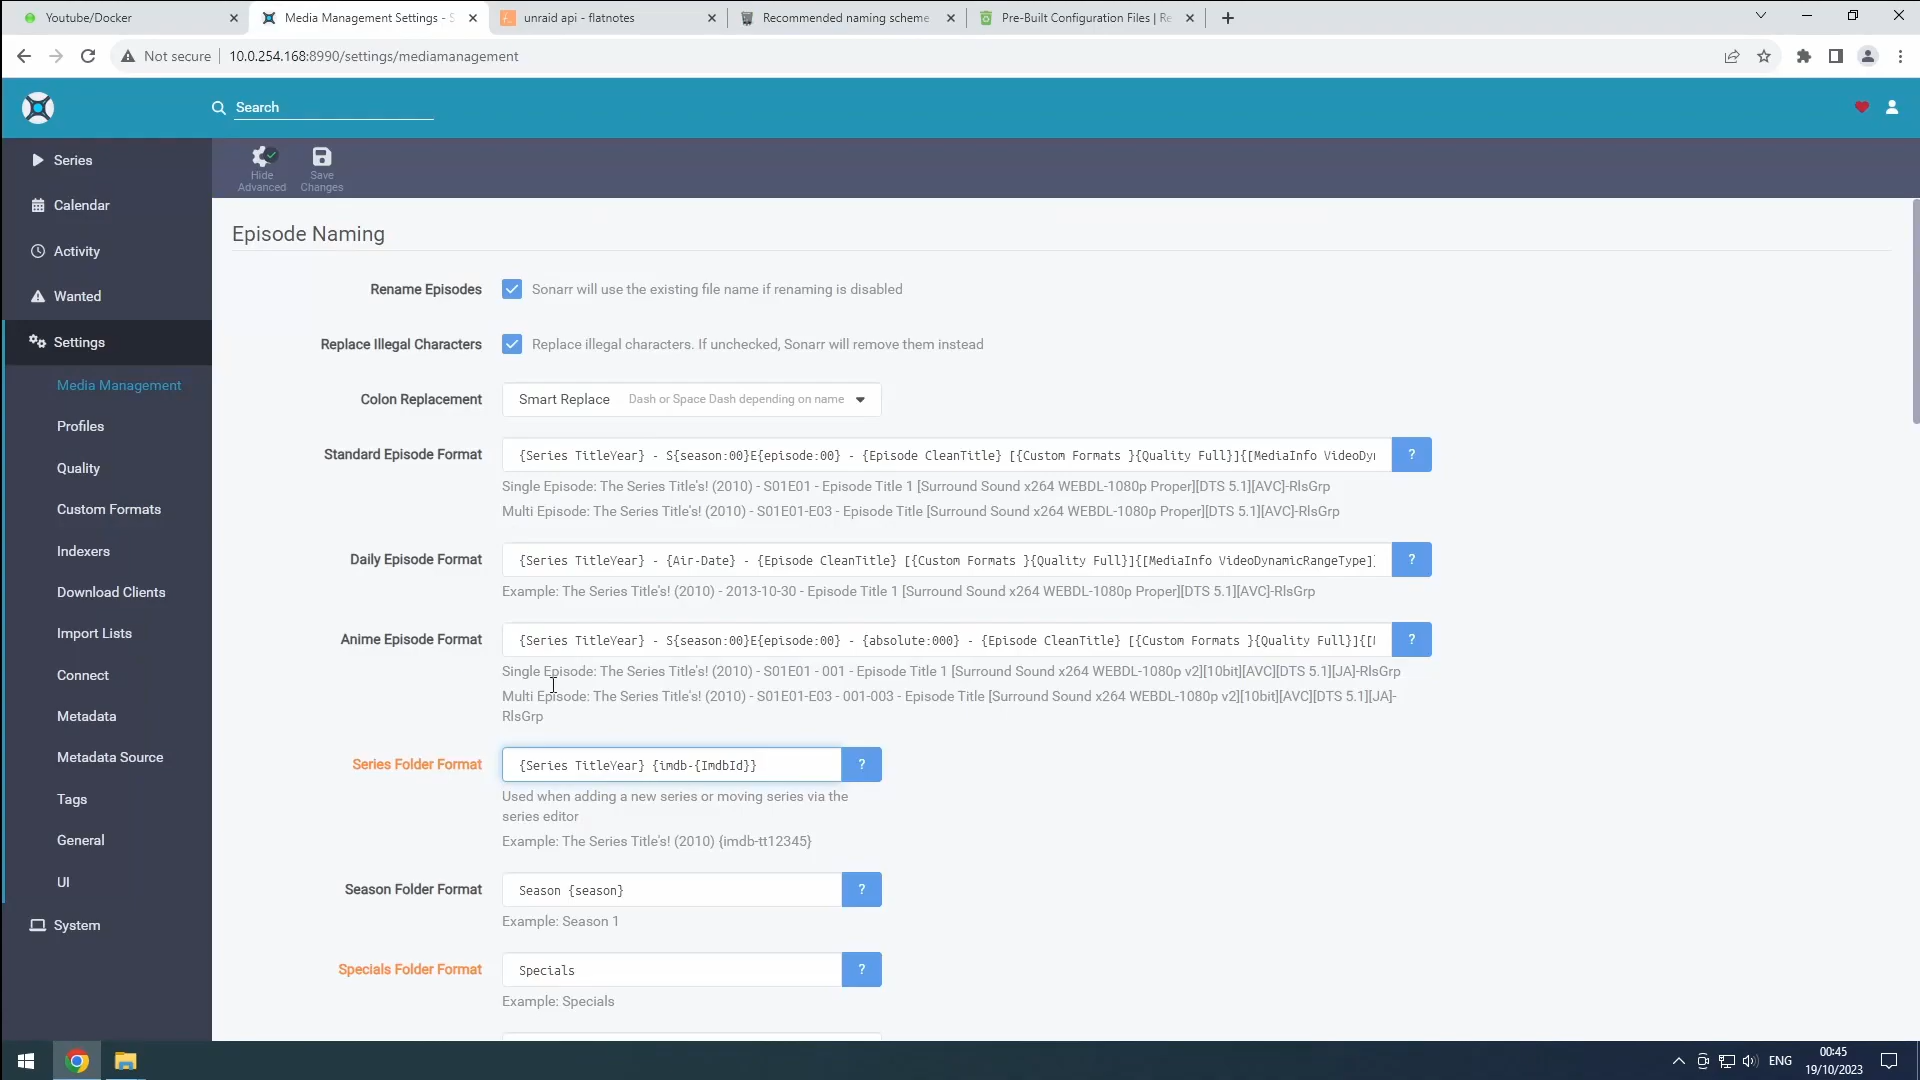 Youtube/Docker
Media Management Settings - S
unraid api - flatnotes
Recommended naming scheme
Pre-Built Configuration Files | Re
Not secure
10.0.254.168:8990/settings/mediamanagement
Search
Series
Calendar
Activity
Wanted
Settings
Media Management
Profiles
Quality
Custom Formats
Indexers
Download Clients
Import Lists
Connect
Metadata
Metadata Source
Tags
General
UI
System
Hide
Advanced
Save
Changes
Episode Naming
Rename Episodes
Sonarr will use the existing file name if renaming is disabled
Replace Illegal Characters
Replace illegal characters. If unchecked, Sonarr will remove them instead
Colon Replacement
Smart Replace Dash or Space Dash depending on name
Standard Episode Format
{Series TitleYear} - S{season:00}E{episode:00} - {Episode CleanTitle} [{Custom Formats }{Quality Full}]{[MediaInfo VideoDyn
?
Single Episode: The Series Title's! (2010) - S01E01 - Episode Title 1 [Surround Sound x264 WEBDL-1080p Proper][DTS 5.1][AVC]-RlsGrp
Multi Episode: The Series Title's! (2010) - S01E01-E03 - Episode Title [Surround Sound x264 WEBDL-1080p Proper][DTS 5.1][AVC]-RlsGrp
Daily Episode Format
{Series TitleYear} - {Air-Date} - {Episode CleanTitle} [{Custom Formats }{Quality Full}]{[MediaInfo VideoDynamicRangeType]}
?
Example: The Series Title's! (2010) - 2013-10-30 - Episode Title 1 [Surround Sound x264 WEBDL-1080p Proper][DTS 5.1][AVC]-RlsGrp
Anime Episode Format
{Series TitleYear} - S{season:00}E{episode:00} - {absolute:000} - {Episode CleanTitle} [{Custom Formats }{Quality Full}]{[M
?
Single Episode: The Series Title's! (2010) - S01E01 - 001 - Episode Title 1 [Surround Sound x264 WEBDL-1080p v2][10bit][AVC][DTS 5.1][JA]-RlsGrp
Multi Episode: The Series Title's! (2010) - S01E01-E03 - 001-003 - Episode Title [Surround Sound x264 WEBDL-1080p v2][10bit][AVC][DTS 5.1][JA]-
RlsGrp
Series Folder Format
{Series TitleYear} {imdb-{ImdbId}}
?
Used when adding a new series or moving series via the
series editor
Example: The Series Title's! (2010) {imdb-tt12345}
Season Folder Format
Season {season}
?
Example: Season 1
Specials Folder Format
Specials
?
Example: Specials
ENG
00:45
19/10/2023